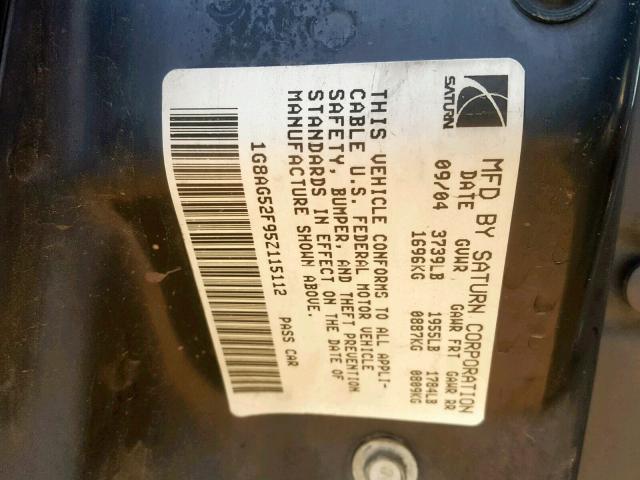 SATURN
MFD BY SATURN CORPORATION
DATE GVWR GAWR FRT GAWR RR
09/04 3739LB 1955LB 1784LB
1696KG 0887KG 0809KG
THIS VEHICLE CONFORMS TO ALL APPLI-
CABLE U.S. FEDERAL MOTOR VEHICLE
SAFETY, BUMPER, AND THEFT PREVENTION
STANDARDS IN EFFECT ON THE DATE OF
MANUFACTURE SHOWN ABOVE.
1G8AG52F95Z115112 PASS CAR